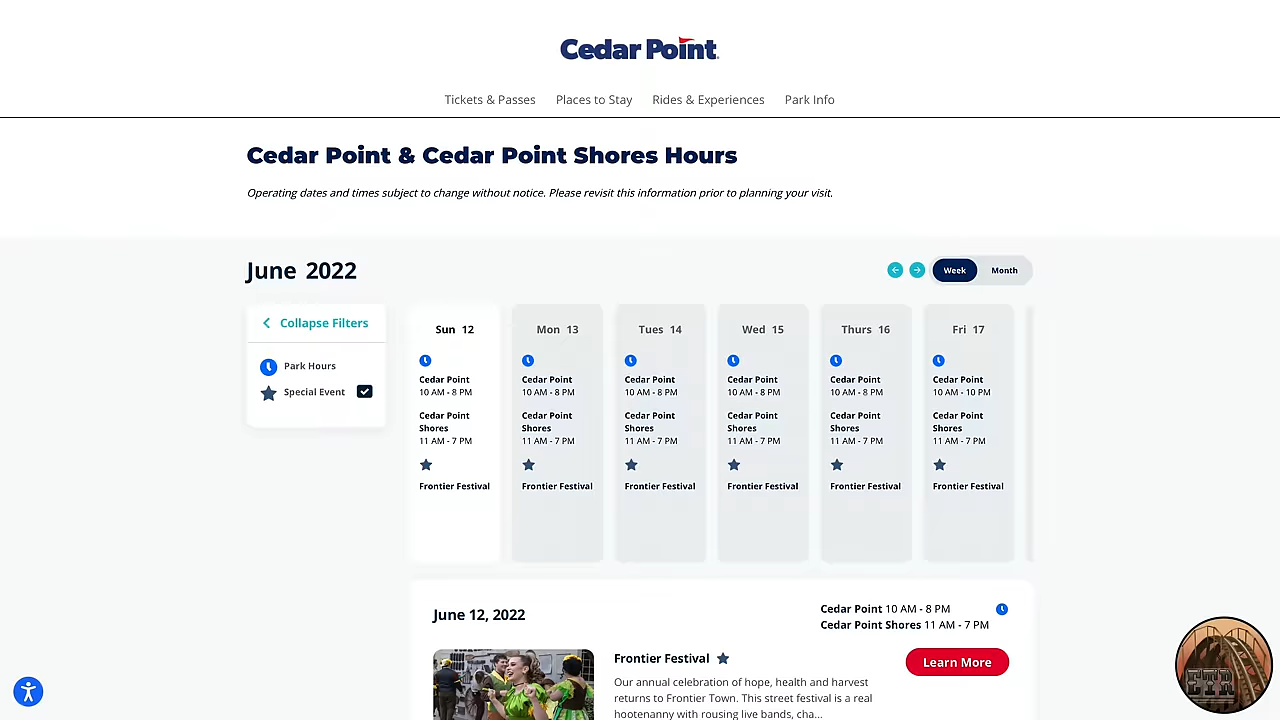 Cedar Point
Tickets & Passes Places to Stay Rides & Experiences Park Info
Cedar Point & Cedar Point Shores Hours
Operating dates and times subject to change without notice. Please revisit this information prior to planning your visit.
June 2022
Week Month
Collapse Filters
Park Hours
Special Event
Sun 12
Cedar Point
10 AM - 8 PM
Cedar Point
Shores
11 AM - 7 PM
Frontier Festival
Mon 13
Cedar Point
10 AM - 8 PM
Cedar Point
Shores
11 AM - 7 PM
Frontier Festival
Tues 14
Cedar Point
10 AM - 8 PM
Cedar Point
Shores
11 AM - 7 PM
Frontier Festival
Wed 15
Cedar Point
10 AM - 8 PM
Cedar Point
Shores
11 AM - 7 PM
Frontier Festival
Thurs 16
Cedar Point
10 AM - 8 PM
Cedar Point
Shores
11 AM - 7 PM
Frontier Festival
Fri 17
Cedar Point
10 AM - 10 PM
Cedar Point
Shores
11 AM - 7 PM
Frontier Festival
June 12, 2022
Cedar Point 10 AM - 8 PM
Cedar Point Shores 11 AM - 7 PM
Frontier Festival
Learn More
Our annual celebration of hope, health and harvest
returns to Frontier Town. This street festival is a real
hootenanny with rousing live bands, cha...
ETR